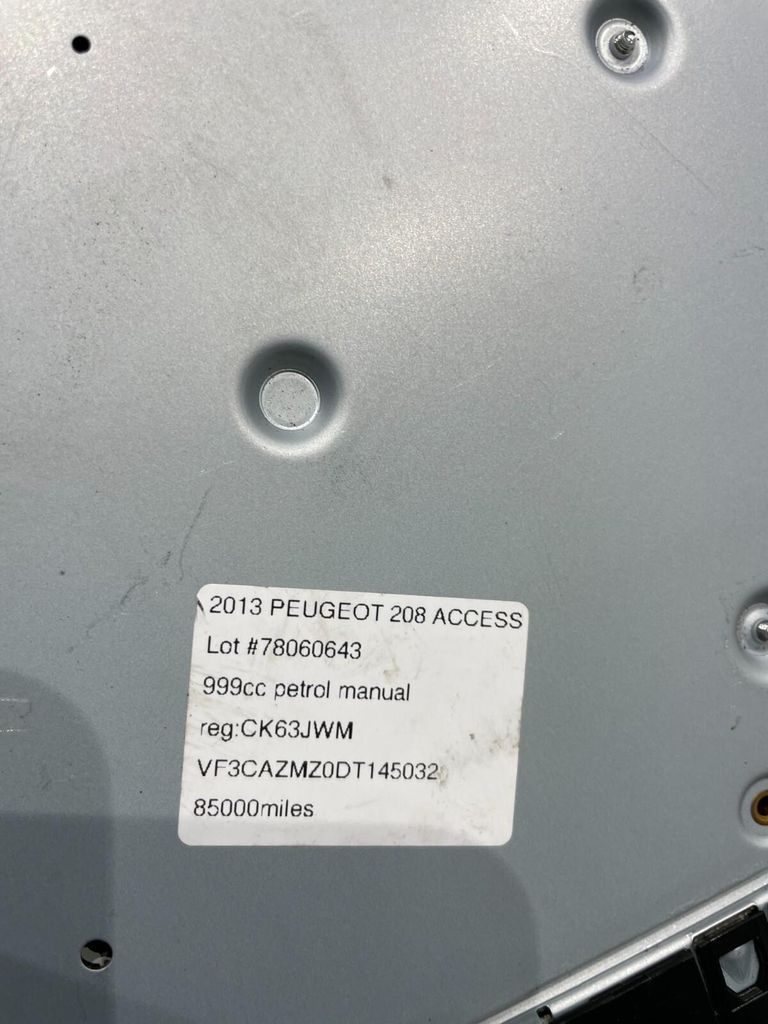 2013 PEUGEOT 208 ACCESS
Lot #78060643
999cc petrol manual
reg:CK63JWM
VF3CAZMZ0DT145032
85000miles